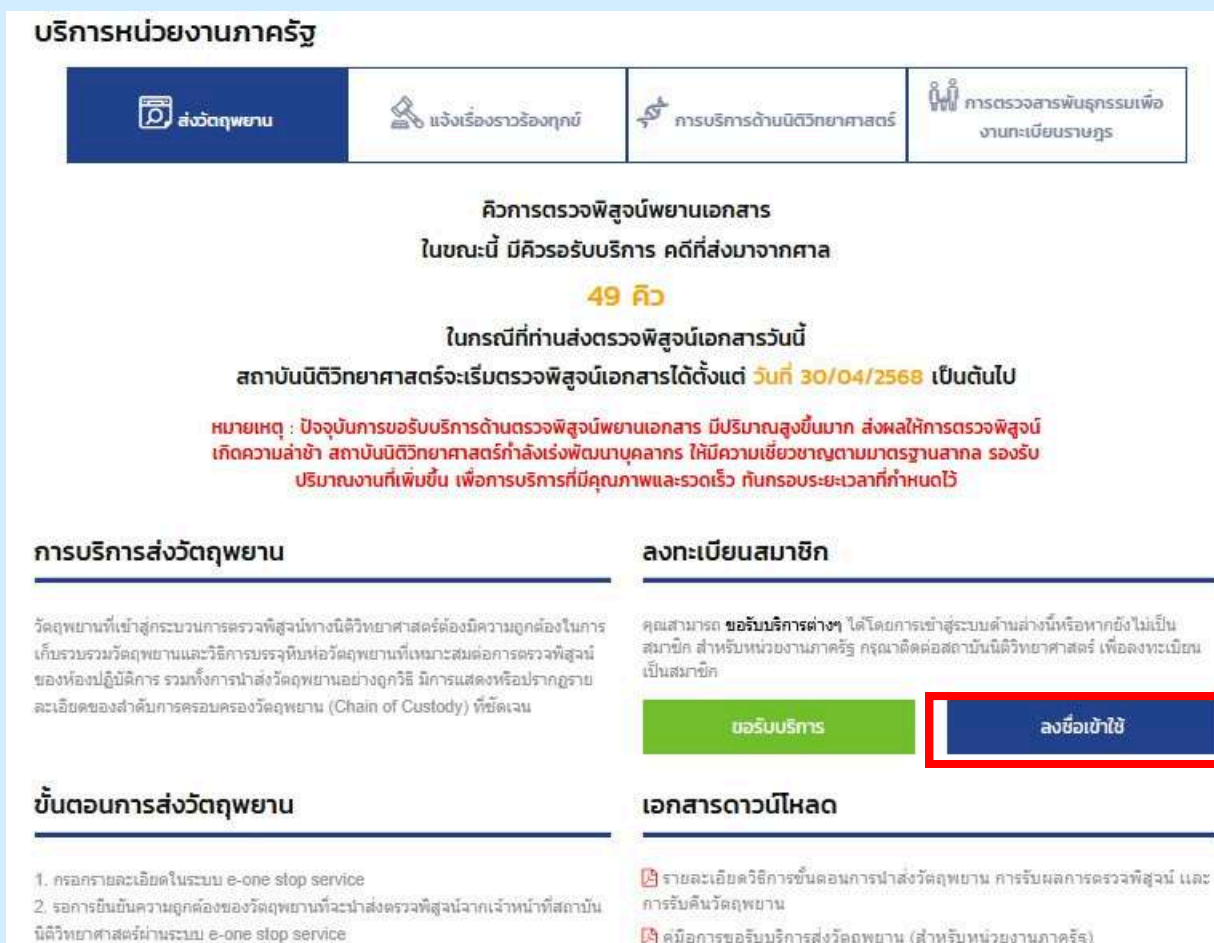 บริการหน่วยงานภาครัฐ
ส่งวัตถุพยาน
แจ้งเรื่องราวร้องทุกข์
การบริการด้านนิติวิทยาศาสตร์
การตรวจสารพันธุกรรมเพื่อ
งานทะเบียนราษฎร
คิวการตรวจพิสูจน์พยานเอกสาร
ในขณะนี้ มีคิวรอรับบริการ คดีที่ส่งมาจากศาล
49 คิว
ในกรณีที่ท่านส่งตรวจพิสูจน์เอกสารวันนี้
สถาบันนิติวิทยาศาสตร์จะเริ่มตรวจพิสูจน์เอกสารได้ตั้งแต่ วันที่ 30/04/2568 เป็นต้นไป
หมายเหตุ : ปัจจุบันการขอรับบริการด้านตรวจพิสูจน์พยานเอกสาร มีปริมาณสูงขึ้นมาก ส่งผลให้การตรวจพิสูจน์
เกิดความล่าช้า สถาบันนิติวิทยาศาสตร์กำลังเร่งพัฒนาบุคลากร ให้มีความเชี่ยวชาญตามมาตรฐานสากล รองรับ
ปริมาณงานที่เพิ่มขึ้น เพื่อการบริการที่มีคุณภาพและรวดเร็ว ทันกรอบระยะเวลาที่กำหนดไว้
การบริการส่งวัตถุพยาน
วัตถุพยานที่เข้าสู่กระบวนการตรวจพิสูจน์ทางนิติวิทยาศาสตร์ต้องมีความถูกต้องในการ
เก็บรวบรวมวัตถุพยานและวิธีการบรรจุหีบห่อวัตถุพยานที่เหมาะสมต่อการตรวจพิสูจน์
ของห้องปฏิบัติการ รวมทั้งการนำส่งวัตถุพยานอย่างถูกวิธี มีการแสดงหรือปรากฏราย
ละเอียดของลำดับการครอบครองวัตถุพยาน (Chain of Custody) ที่ชัดเจน
ลงทะเบียนสมาชิก
คุณสามารถ ขอรับบริการต่างๆ ได้โดยการเข้าสู่ระบบด้านล่างนี้หรือหากยังไม่เป็น
สมาชิก สำหรับหน่วยงานภาครัฐ กรุณาติดต่อสถาบันนิติวิทยาศาสตร์ เพื่อลงทะเบียน
เป็นสมาชิก
ขอรับบริการ
ลงชื่อเข้าใช้
ขั้นตอนการส่งวัตถุพยาน
1. กรอกรายละเอียดในระบบ e-one stop service
2. รอการยืนยันความถูกต้องของวัตถุพยานที่จะนำส่งตรวจพิสูจน์จากเจ้าหน้าที่สถาบัน
นิติวิทยาศาสตร์ผ่านระบบ e-one stop service
เอกสารดาวน์โหลด
รายละเอียดวิธีการขั้นตอนการนำส่งวัตถุพยาน การรับผลการตรวจพิสูจน์ และ
การรับคืนวัตถุพยาน
คู่มือการขอรับบริการส่งวัตถุพยาน (สำหรับหน่วยงานภาครัฐ)